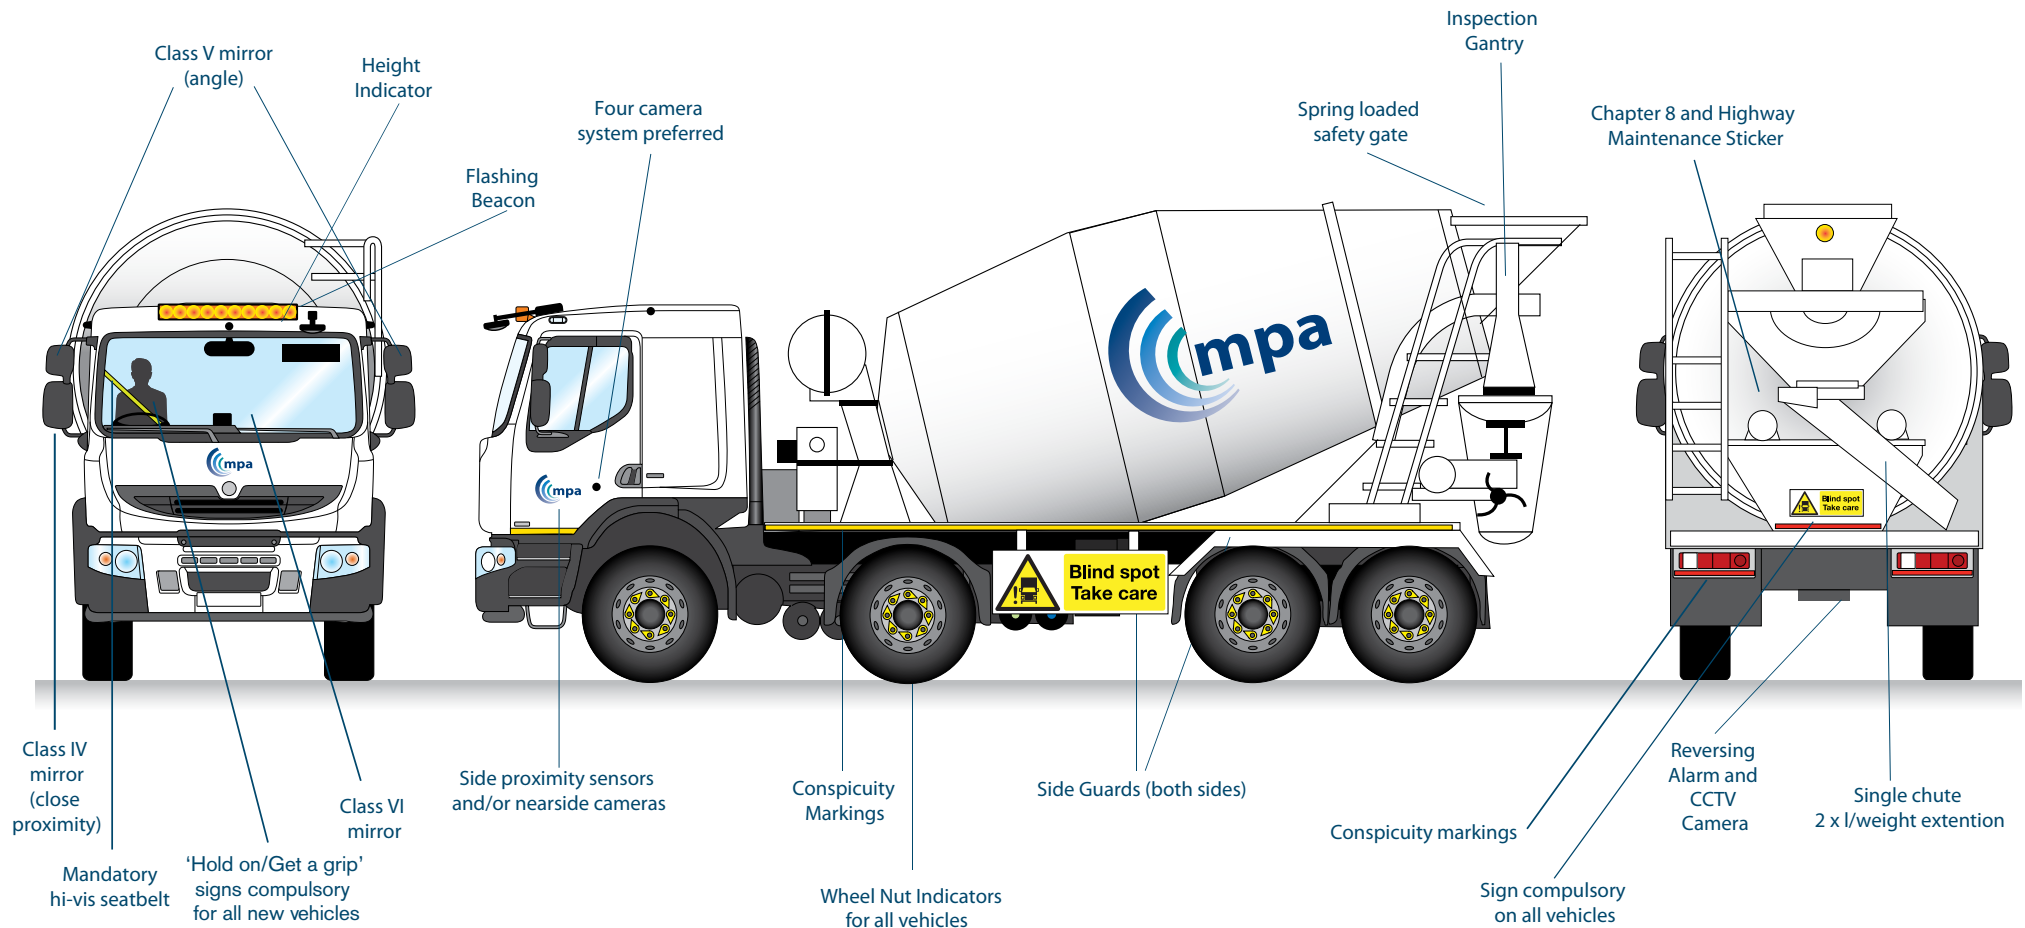 Inspection
Gantry
Class V mirror
(angle)
Height
Indicator
Four camera
system preferred
Spring loaded
safety gate
Chapter 8 and Highway
Maintenance Sticker
Flashing
Beacon
mpa
mpa
mpa
Blind spot
Take care
Blind spot
Take care
Class IV
mirror
(close
proximity)
Mandatory
hi-vis seatbelt
'Hold on/Get a grip'
signs compulsory
for all new vehicles
Class VI
mirror
Side proximity sensors
and/or nearside cameras
Conspicuity
Markings
Wheel Nut Indicators
for all vehicles
Side Guards (both sides)
Conspicuity markings
Sign compulsory
on all vehicles
Reversing
Alarm and
CCTV
Camera
Single chute
2 x l/weight extention